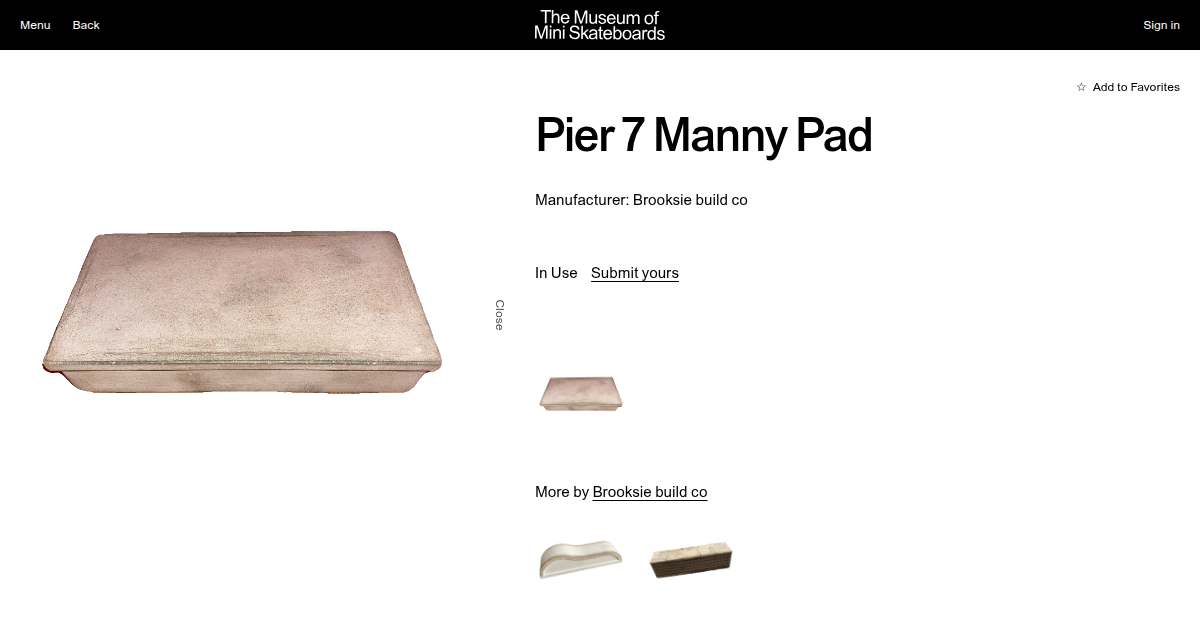 Menu Back
The Museum of
Mini Skateboards
Sign in
☆ Add to Favorites
Pier 7 Manny Pad
Manufacturer: Brooksie build co
In Use Submit yours
Close
More by Brooksie build co